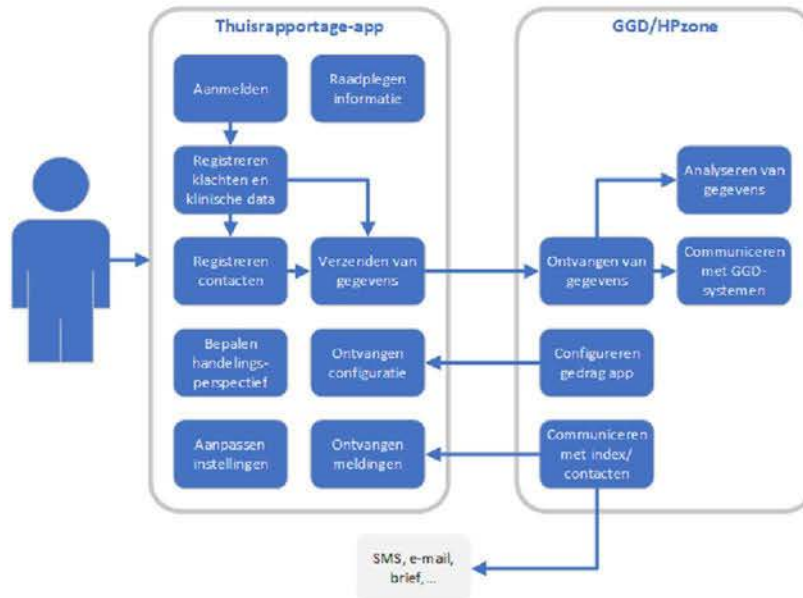 Thuisrapportage-app
GGD/HPzone
Aanmelden
Raadplegen
informatie
Registreren
klachten en
klinische data
Analyseren van
gegevens
Registreren
contacten
Verzenden van
gegevens
Ontvangen van
gegevens
Communiceren
met GGD-
systemen
Bepalen
handelings-
perspectief
Ontvangen
configuratie
Configureren
gedrag app
Aanpassen
instellingen
Ontvangen
meldingen
Communiceren
met index/
contacten
SMS, e-mail,
brief,...